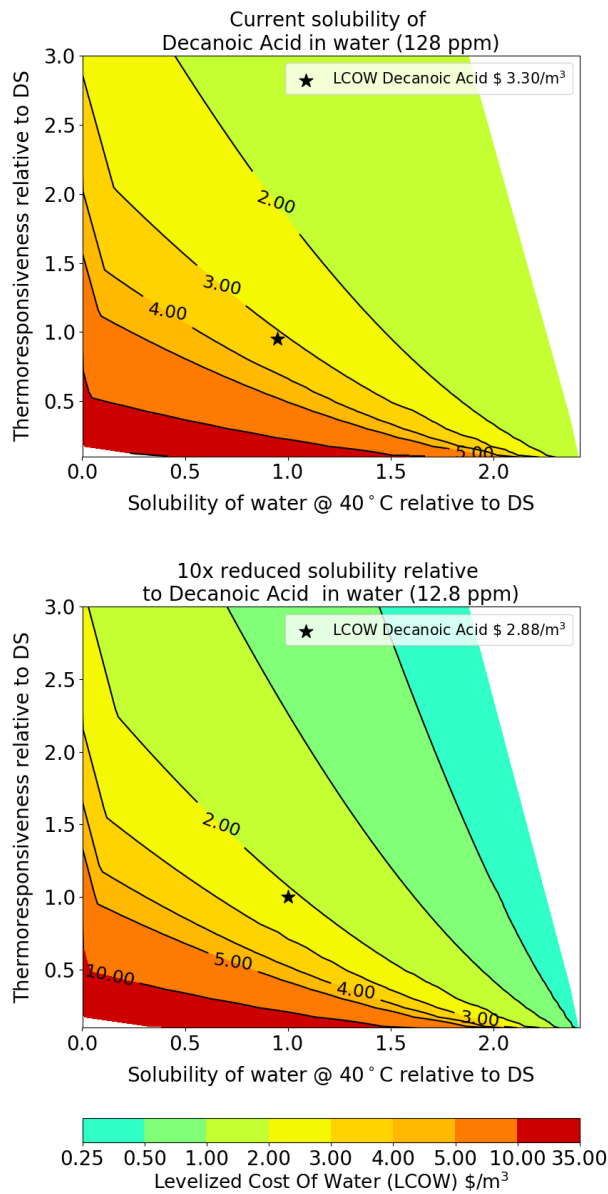 Current solubility of
Decanoic Acid in water (128 ppm)
LCOW Decanoic Acid $ 3.30/m³
Thermoresponsiveness relative to DS
3.0
2.5
2.0
1.5
1.0
0.5
2.00
3.00
4.00
5.00
0.0 0.5 1.0 1.5 2.0
Solubility of water @ 40°C relative to DS
10x reduced solubility relative
to Decanoic Acid in water (12.8 ppm)
LCOW Decanoic Acid $ 2.88/m³
Thermoresponsiveness relative to DS
3.0
2.5
2.0
1.5
1.0
0.5
2.00
5.00
10.00
4.00
3.00
0.0 0.5 1.0 1.5 2.0
Solubility of water @ 40°C relative to DS
0.25 0.50 1.00 2.00 3.00 4.00 5.00 10.00 35.00
Levelized Cost Of Water (LCOW) $/m³